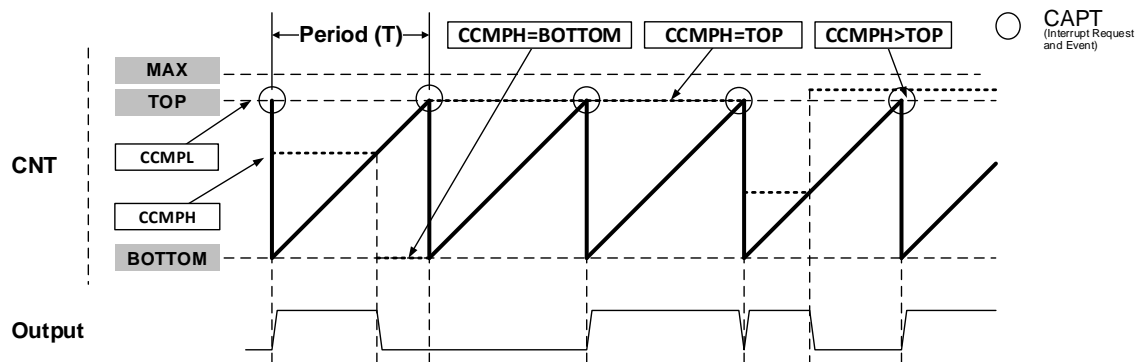 Period (T)
CCMPH=BOTTOM
CCMPH=TOP
CCMPH>TOP
CAPT
(Interrupt Request
and Event)
MAX
TOP
CNT
CCMPL
CCMPH
BOTTOM
Output